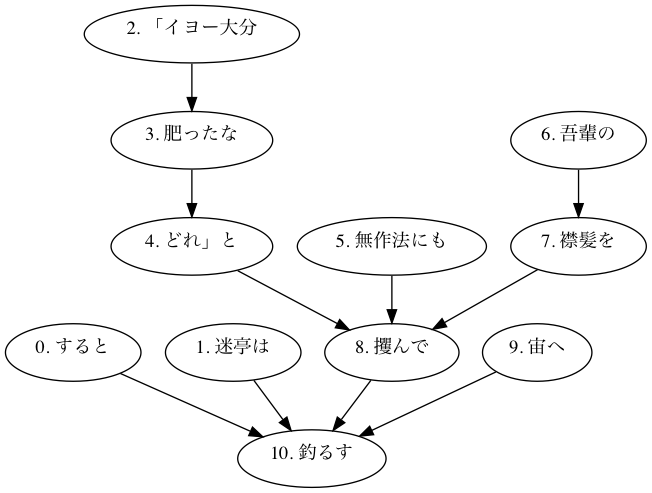 2. 「イヨー大分
3. 肥ったな
6. 吾輩の
4. どれ」と
5. 無作法にも
7. 襟髪を
0. すると
1. 迷亭は
8. 攫んで
9. 宙へ
10. 釣るす